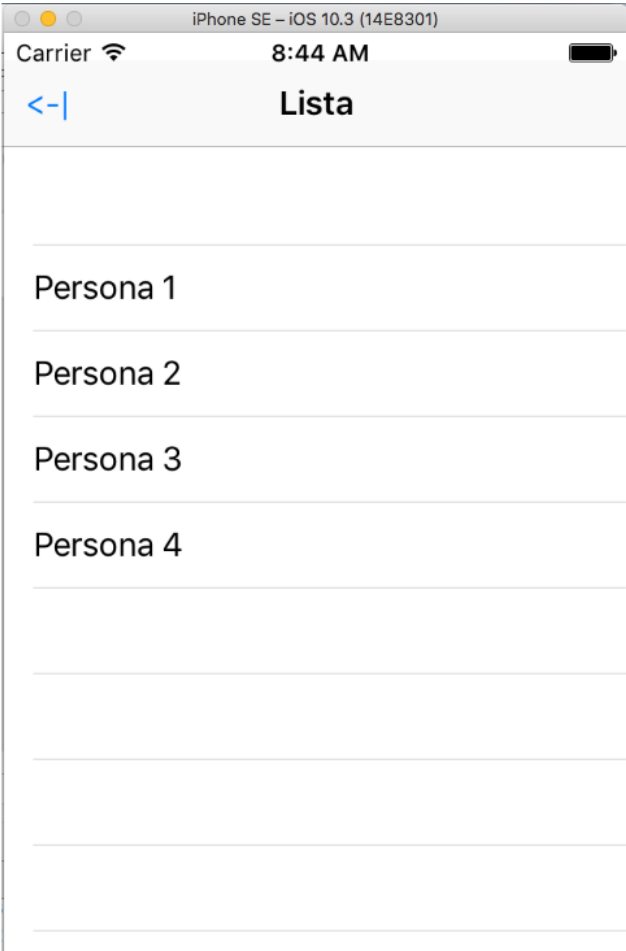 iPhone SE – iOS 10.3 (14E8301)
Carrier 8:44 AM
<-| Lista
Persona 1
Persona 2
Persona 3
Persona 4